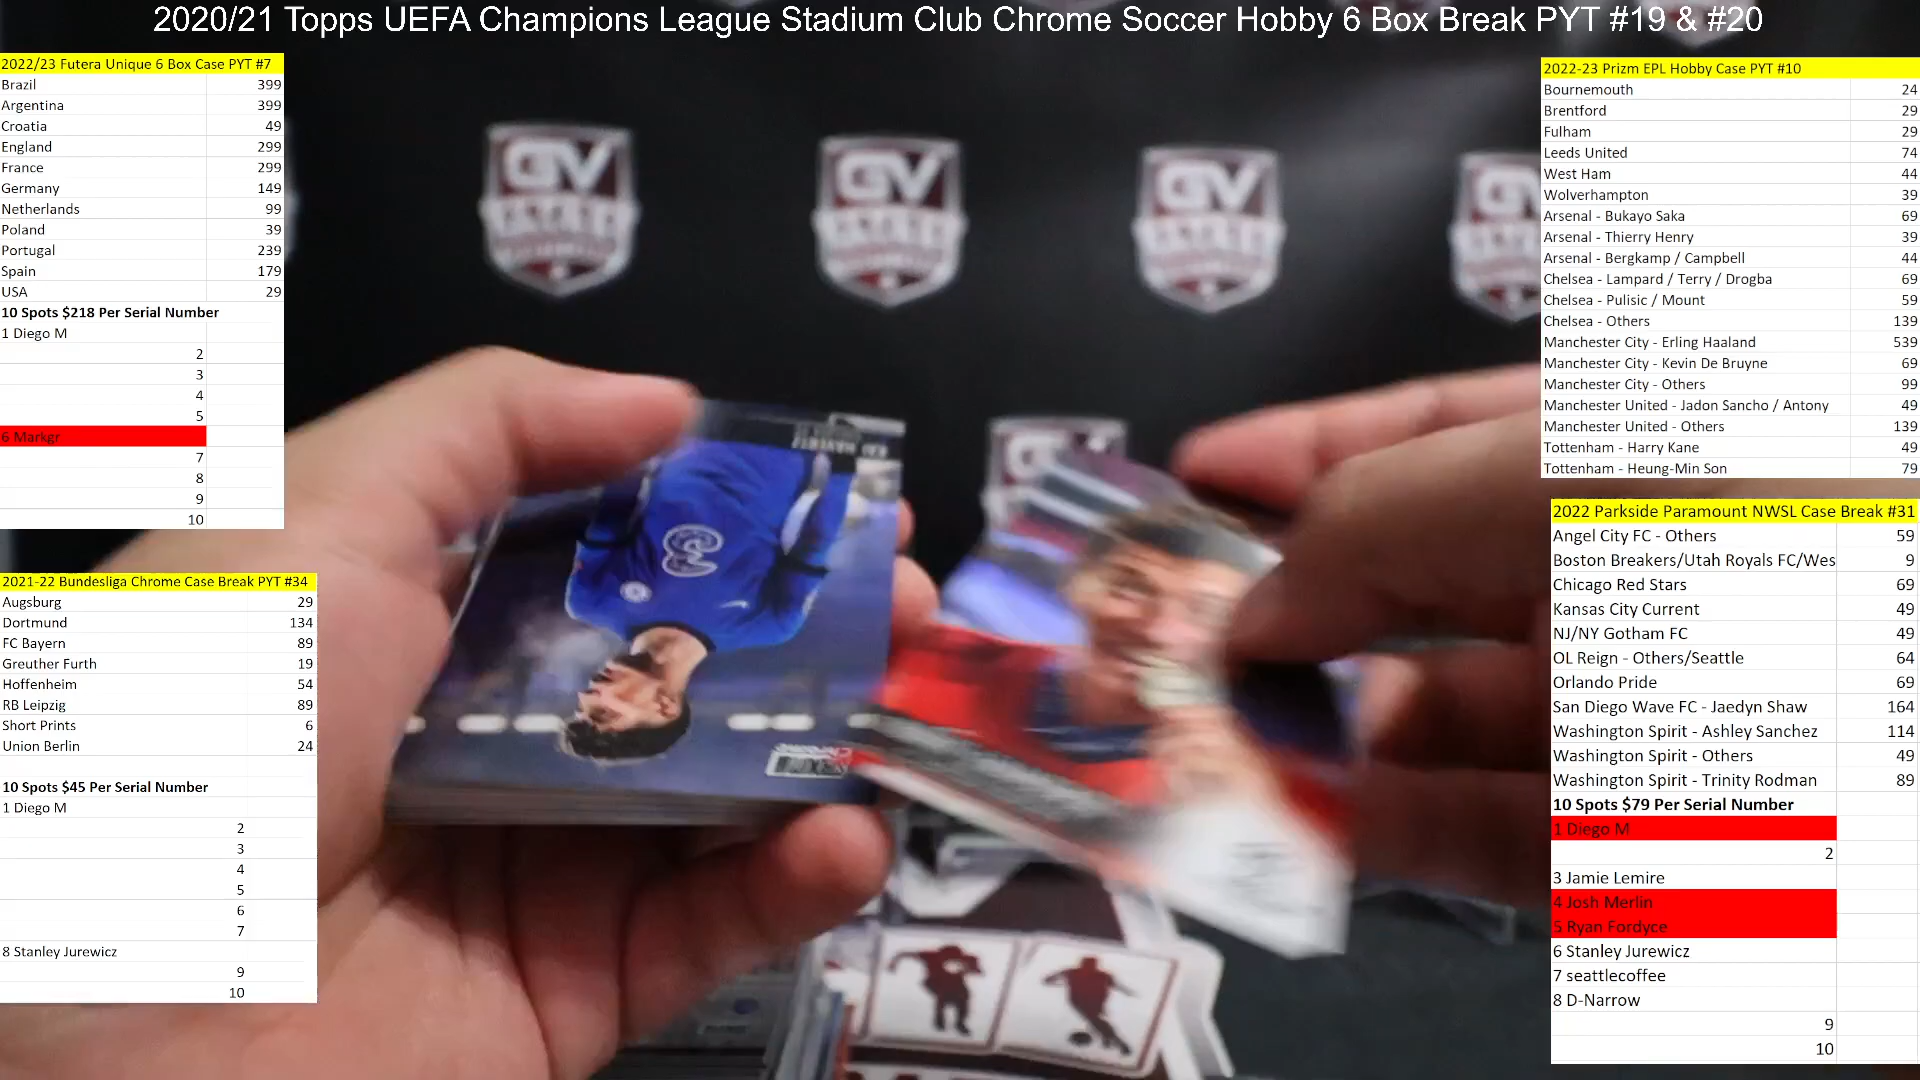 2020/21 Topps UEFA Champions League Stadium Club Chrome Soccer Hobby 6 Box Break PYT #19 & #20
2022/23 Futera Unique 6 Box Case PYT #7
Brazil 399
Argentina 399
Croatia 49
England 299
France 299
Germany 149
Netherlands 99
Poland 39
Portugal 239
Spain 179
USA 29
10 Spots $218 Per Serial Number
1 Diego M
2
3
4
5
6 Markgr
7
8
9
10
2021-22 Bundesliga Chrome Case Break PYT #34
Augsburg 29
Dortmund 134
FC Bayern 89
Greuther Furth 19
Hoffenheim 54
RB Leipzig 89
Short Prints 6
Union Berlin 24
10 Spots $45 Per Serial Number
1 Diego M
2
3
4
5
6
7
8 Stanley Jurewicz
9
10
2022-23 Prizm EPL Hobby Case PYT #10
Bournemouth 24
Brentford 29
Fulham 29
Leeds United 74
West Ham 44
Wolverhampton 39
Arsenal - Bukayo Saka 69
Arsenal - Thierry Henry 39
Arsenal - Bergkamp / Campbell 44
Chelsea - Lampard / Terry / Drogba 69
Chelsea - Pulisic / Mount 59
Chelsea - Others 139
Manchester City - Erling Haaland 539
Manchester City - Kevin De Bruyne 69
Manchester City - Others 99
Manchester United - Jadon Sancho / Antony 49
Manchester United - Others 139
Tottenham - Harry Kane 49
Tottenham - Heung-Min Son 79
2022 Parkside Paramount NWSL Case Break #31
Angel City FC - Others 59
Boston Breakers/Utah Royals FC/Wes 9
Chicago Red Stars 69
Kansas City Current 49
NJ/NY Gotham FC 49
OL Reign - Others/Seattle 64
Orlando Pride 69
San Diego Wave FC - Jaedyn Shaw 164
Washington Spirit - Ashley Sanchez 114
Washington Spirit - Others 49
Washington Spirit - Trinity Rodman 89
10 Spots $79 Per Serial Number
1 Diego M
2
3 Jamie Lemire
4 Josh Merlin
5 Ryan Fordyce
6 Stanley Jurewicz
7 seattlecoffee
8 D-Narrow
9
10
GV
GV
GV
GV
KAI HAVERTZ